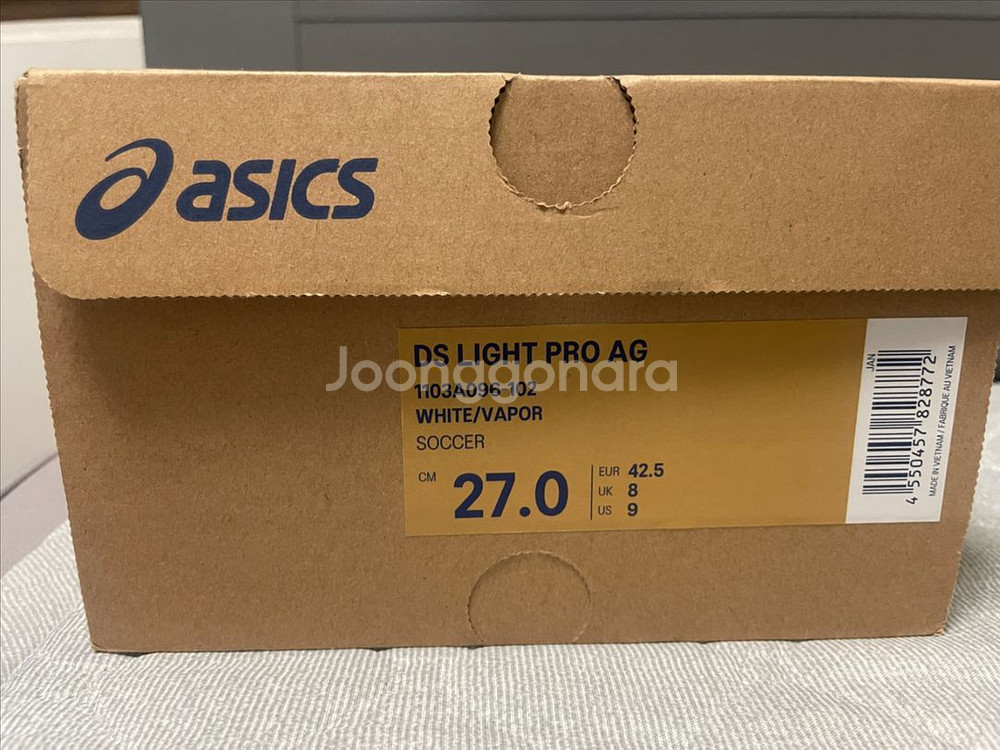 asics
DS LIGHT PRO AG
Joonggonara
1103A096-102
WHITE/VAPOR
SOCCER
CM 27.0
EUR 42.5
UK 8
US 9
JAN
4 550457 828772
MADE IN VIETNAM / FABRIQUE AU VIETNAM